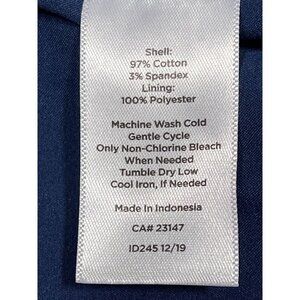 Shell:
97% Cotton
3% Spandex
Lining:
100% Polyester
Machine Wash Cold
Gentle Cycle
Only Non-Chlorine Bleach
When Needed
Tumble Dry Low
Cool Iron, If Needed
Made In Indonesia
CA# 23147
ID245 12/19